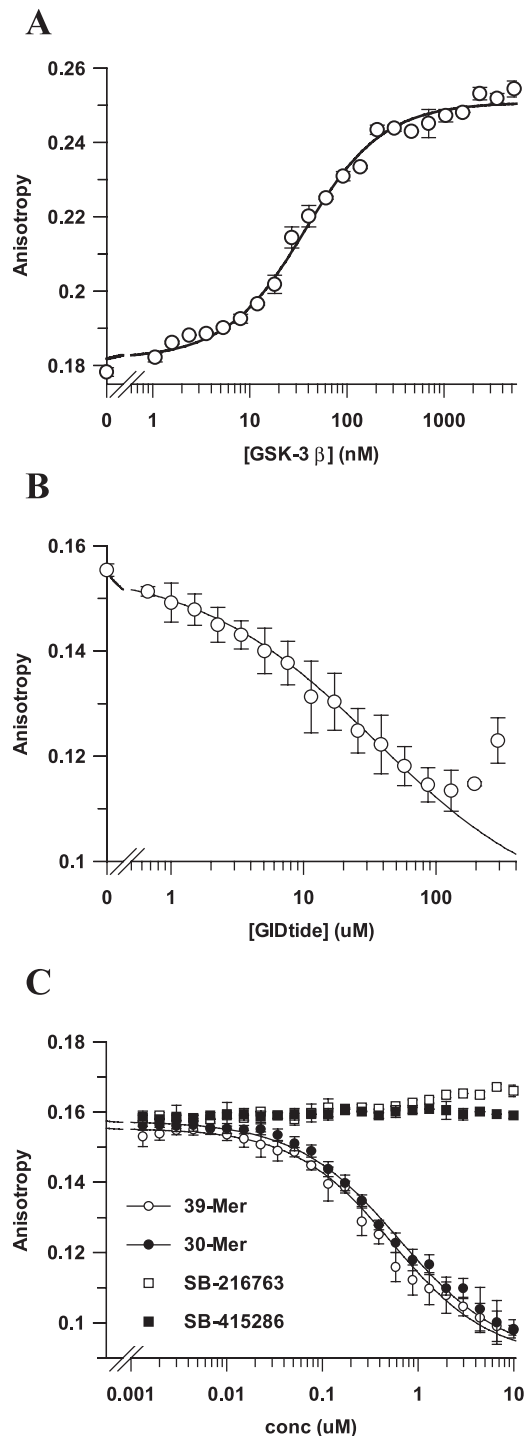 A
0.26
0.24
0.22
0.2
0.18
Anisotropy
0 1 10 100 1000
[GSK-3 β] (nM)
B
0.16
0.14
0.12
0.1
Anisotropy
0 1 10 100
[GIDtide] (uM)
C
0.18
0.16
0.14
0.12
0.1
Anisotropy
39-Mer
30-Mer
SB-216763
SB-415286
0.001 0.01 0.1 1 10
conc (uM)